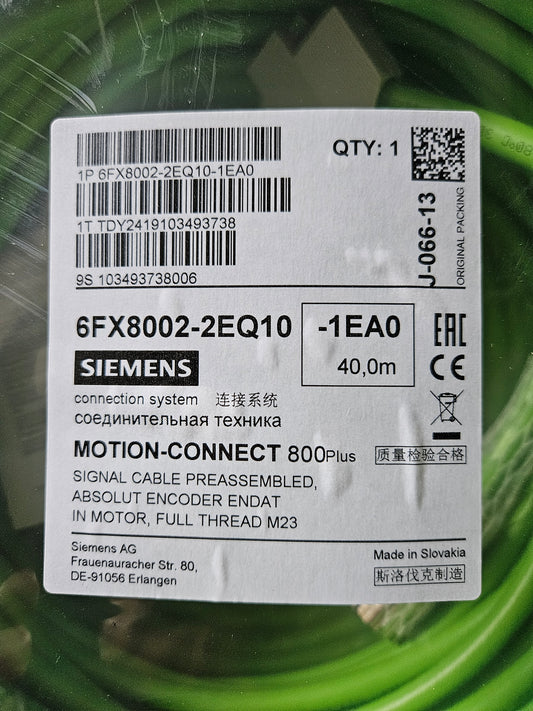 1P 6FX8002-2EQ10-1EA0
QTY: 1
1T TDY2419103493738
9S 103493738006
J-066-13
ORIGINAL PACKING
6FX8002-2EQ10
-1EA0
40,0m
EAC
CE
SIEMENS
connection system 连接系统
соединительная техника
MOTION-CONNECT 800Plus
质量检验合格
SIGNAL CABLE PREASSEMBLED,
ABSOLUT ENCODER ENDAT
IN MOTOR, FULL THREAD M23
Siemens AG
Frauenauracher Str. 80,
DE-91056 Erlangen
Made in Slovakia
斯洛伐克制造